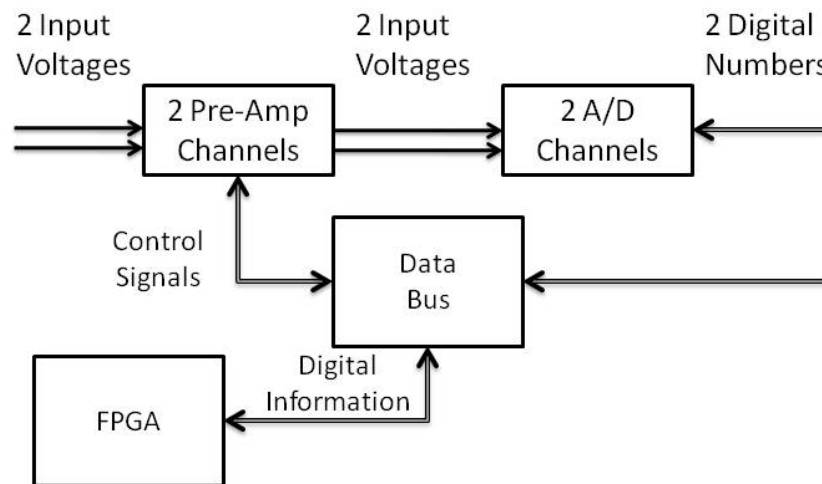 2 Input
Voltages
2 Input
Voltages
2 Digital
Numbers
2 Pre-Amp
Channels
2 A/D
Channels
Control
Signals
Data
Bus
Digital
Information
FPGA